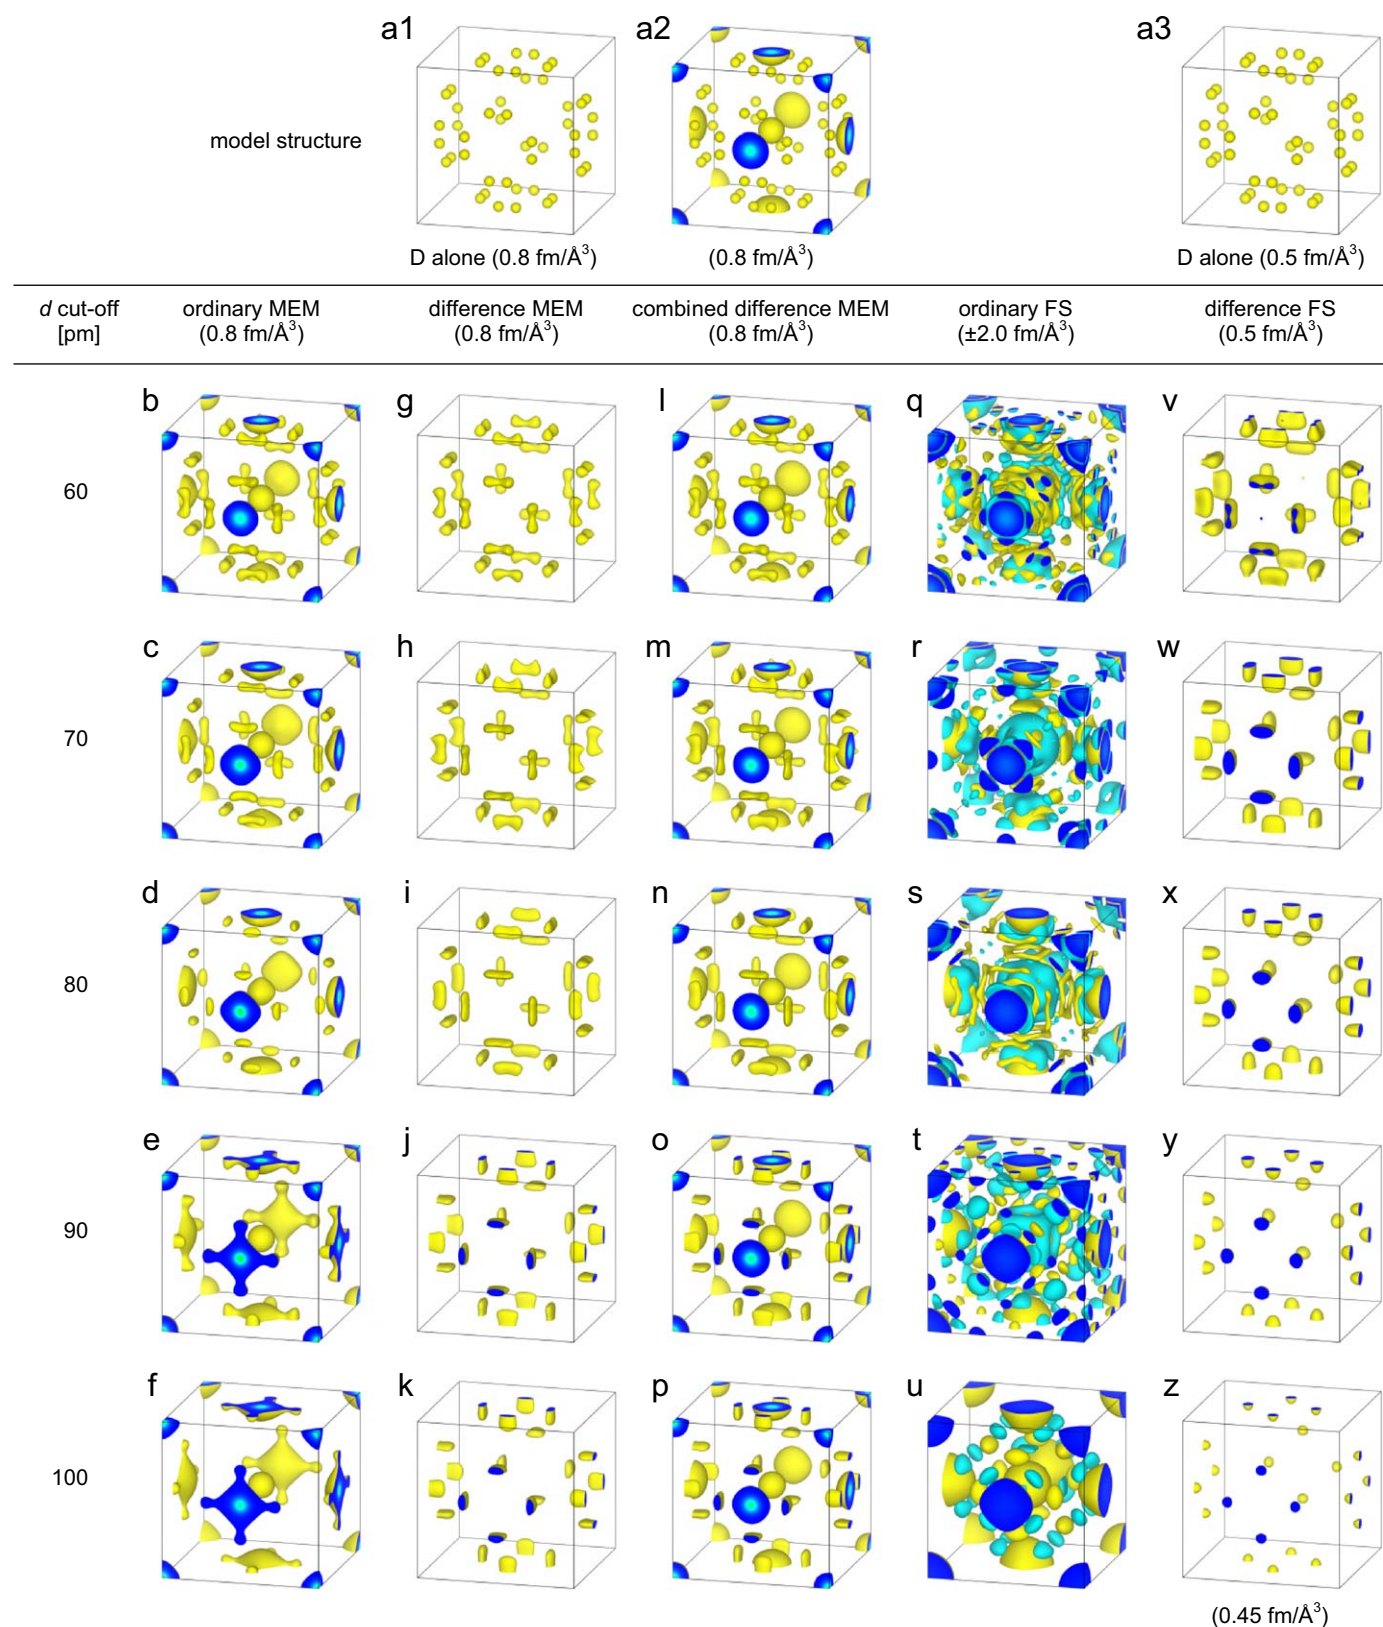 a1 a2 a3
model structure
D alone (0.8 fm/Å³) (0.8 fm/Å³) D alone (0.5 fm/Å³)
d cut-off ordinary MEM difference MEM combined difference MEM ordinary FS difference FS
[pm] (0.8 fm/Å³) (0.8 fm/Å³) (0.8 fm/Å³) (±2.0 fm/Å³) (0.5 fm/Å³)
b g l q v
60
c h m r w
70
d i n s x
80
e j o t y
90
f k p u z
100
(0.45 fm/Å³)